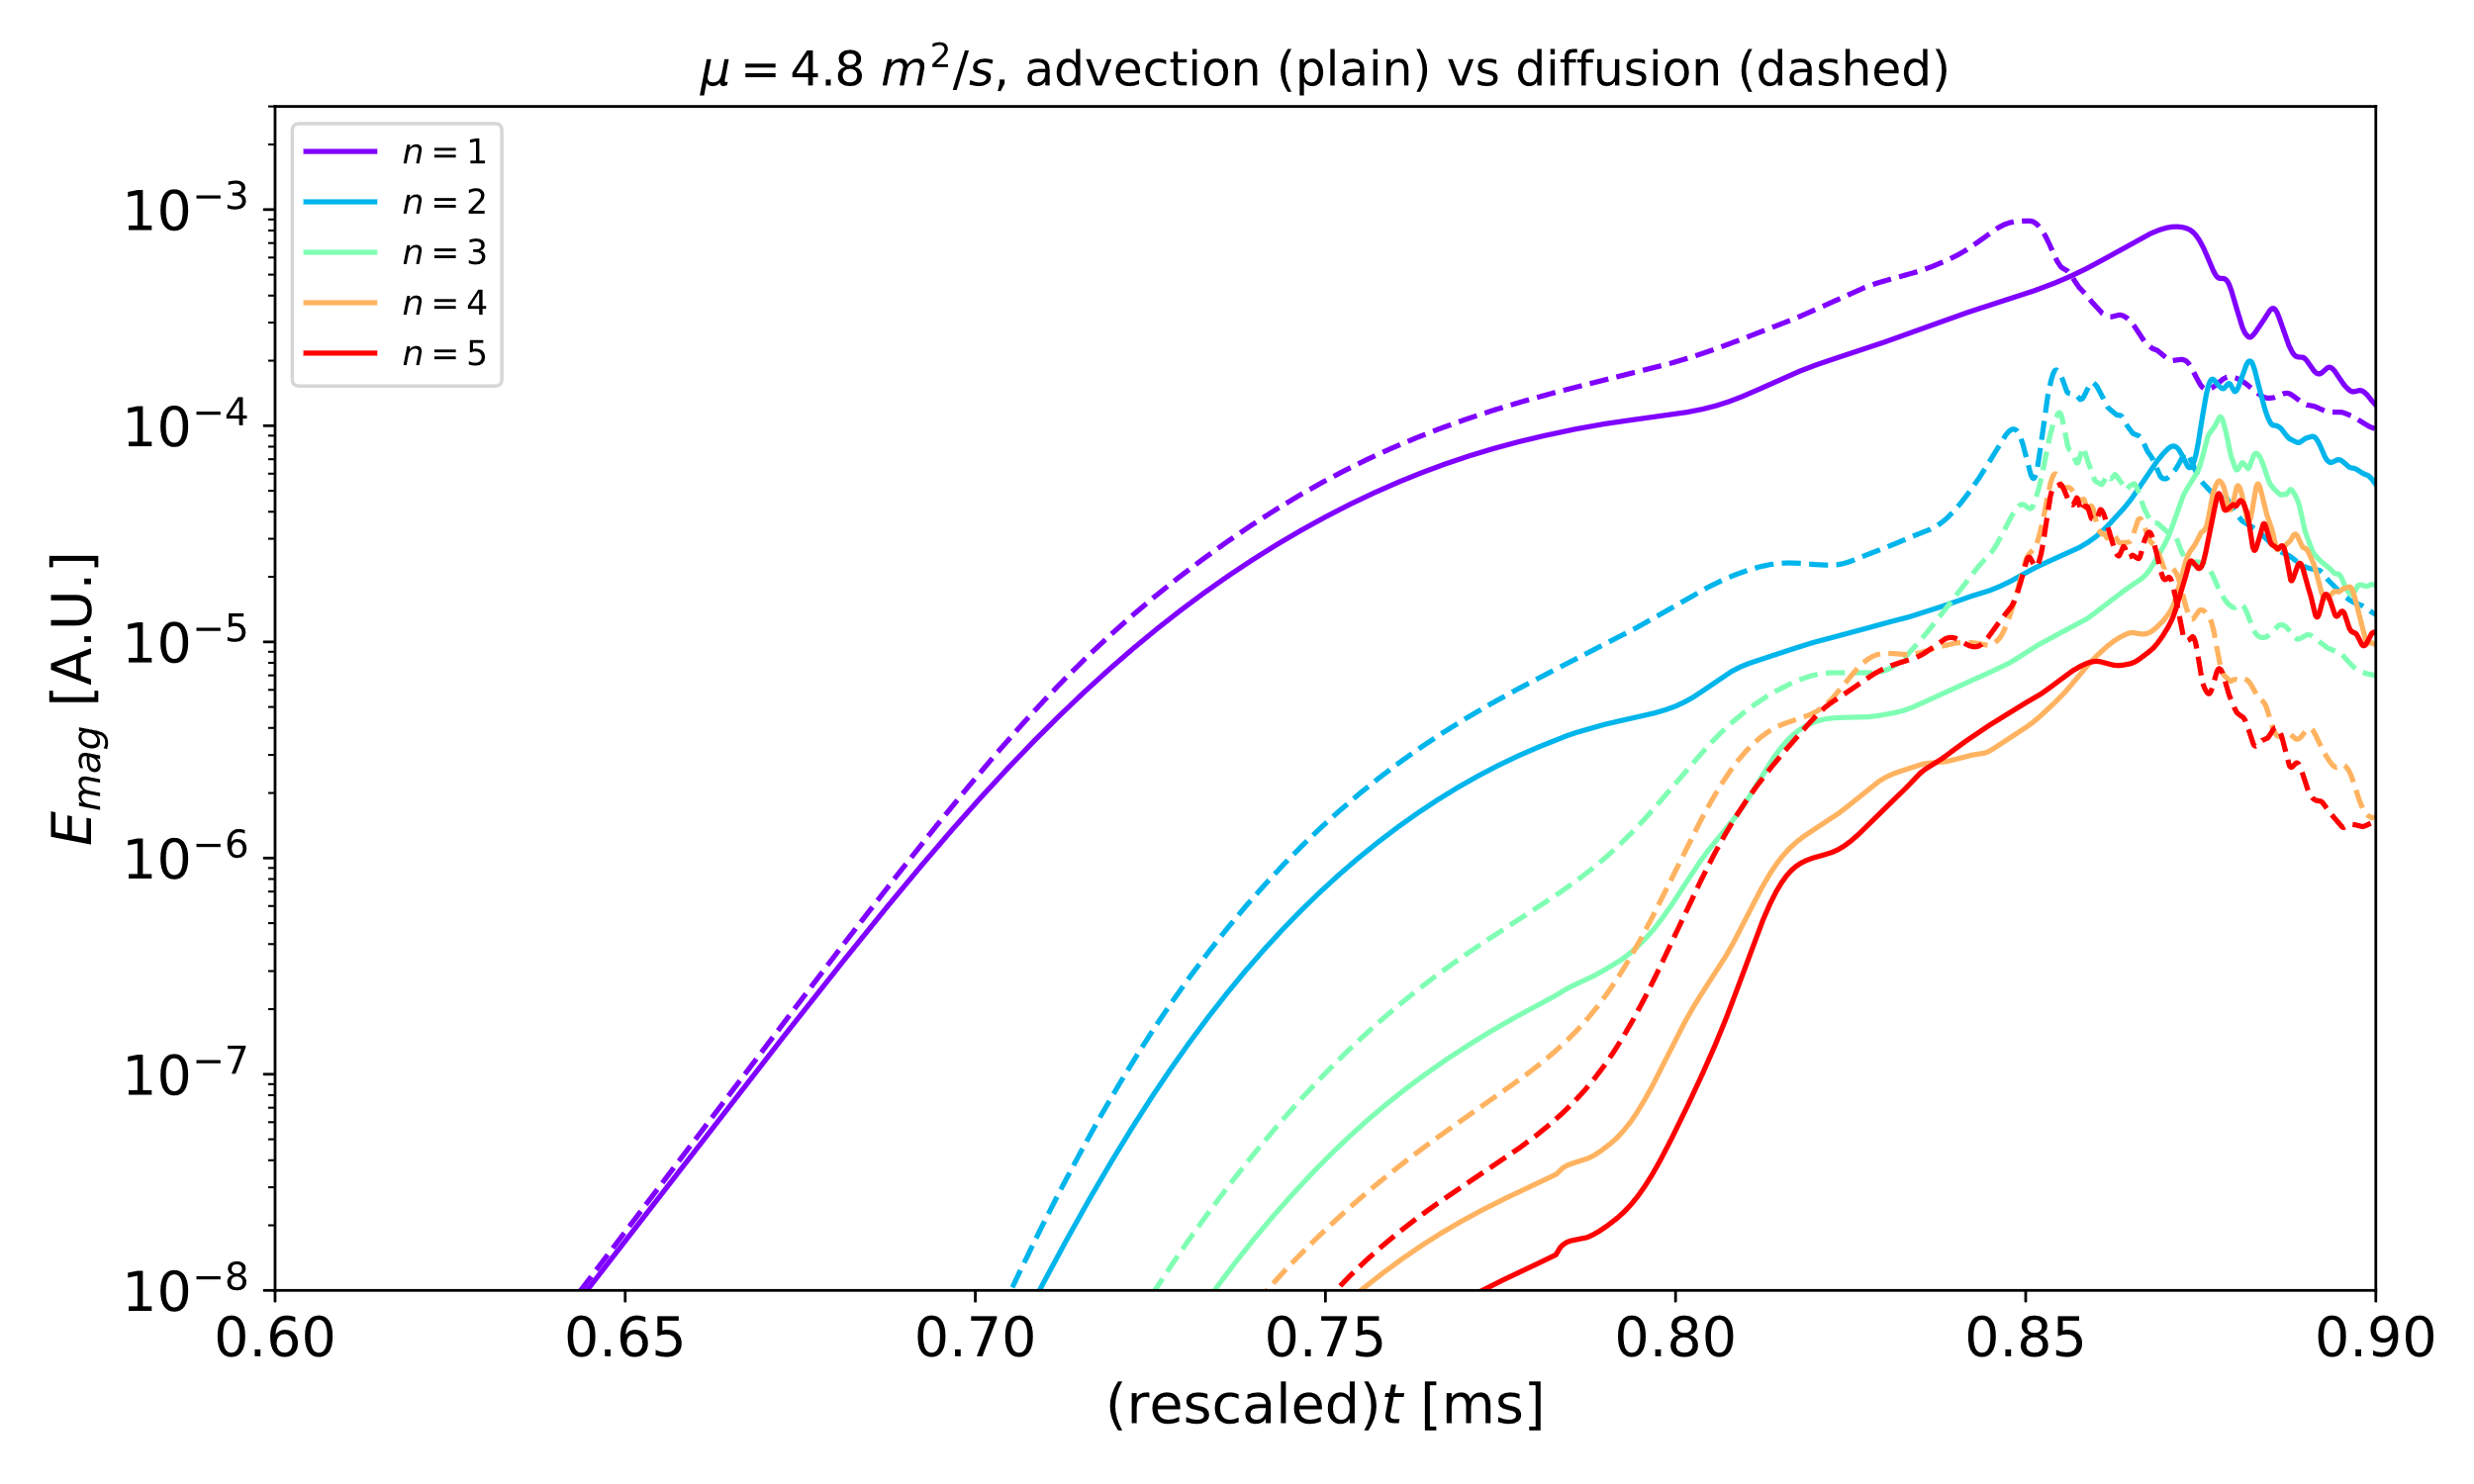 μ = 4.8 m²/s, advection (plain) vs diffusion (dashed)
n = 1
n = 2
n = 3
n = 4
n = 5
10⁻³
10⁻⁴
10⁻⁵
10⁻⁶
10⁻⁷
10⁻⁸
E_mag [A.U.]
0.60 0.65 0.70 0.75 0.80 0.85 0.90
(rescaled)t [ms]